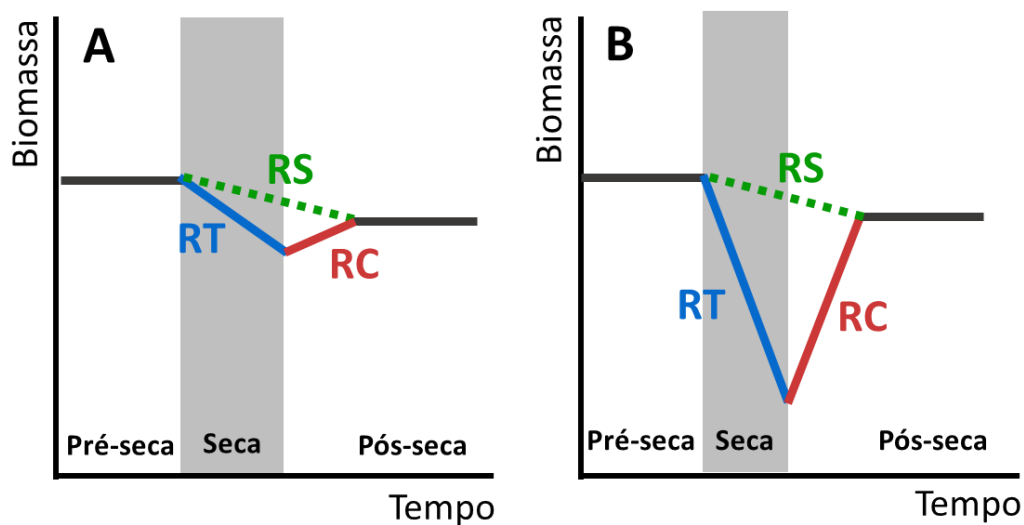 A
Biomassa
RS
RT
RC
Pré-seca
Seca
Pós-seca
Tempo
B
Biomassa
RS
RT
RC
Pré-seca
Seca
Pós-seca
Tempo